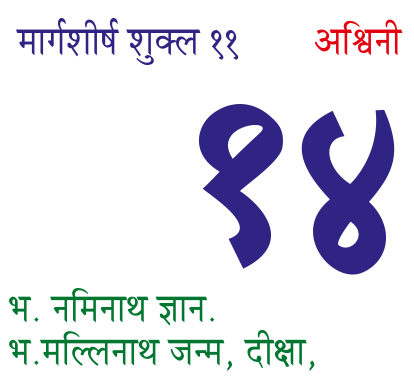 मार्गशीर्ष शुक्ल ११ अश्विनी
१४
भ. नमिनाथ ज्ञान.
भ.मल्लिनाथ जन्म, दीक्षा,